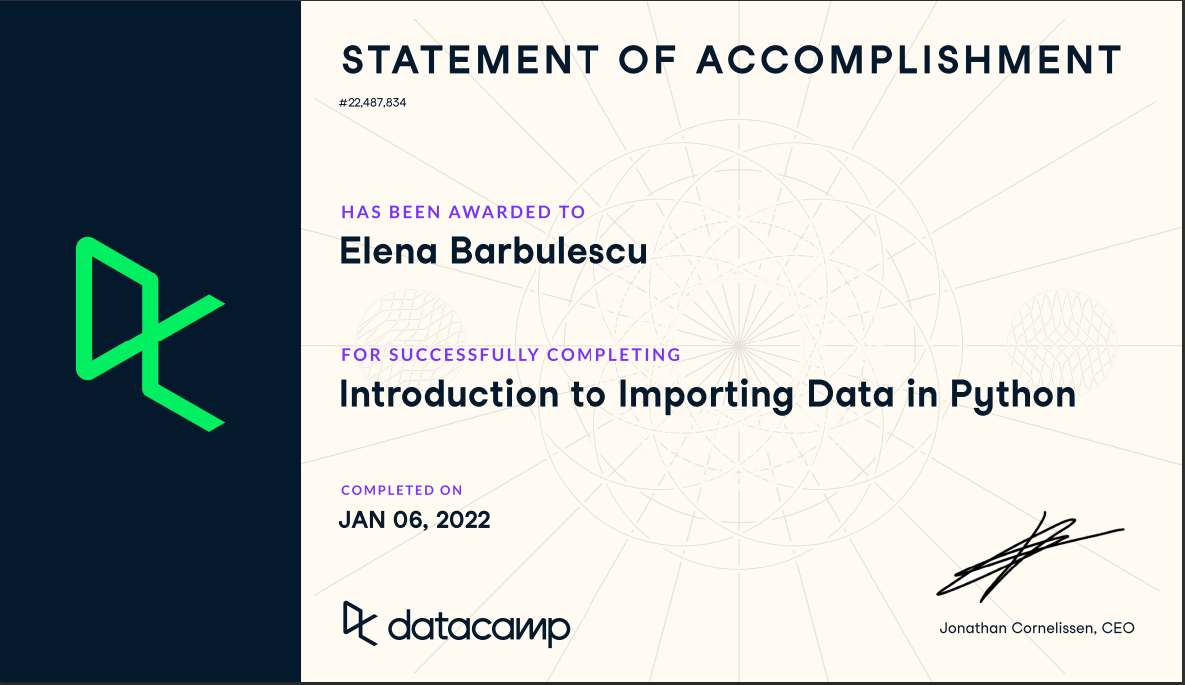 STATEMENT OF ACCOMPLISHMENT
#22,487,834
HAS BEEN AWARDED TO
Elena Barbulescu
FOR SUCCESSFULLY COMPLETING
Introduction to Importing Data in Python
COMPLETED ON
JAN 06, 2022
datacamp
Jonathan Cornelissen, CEO